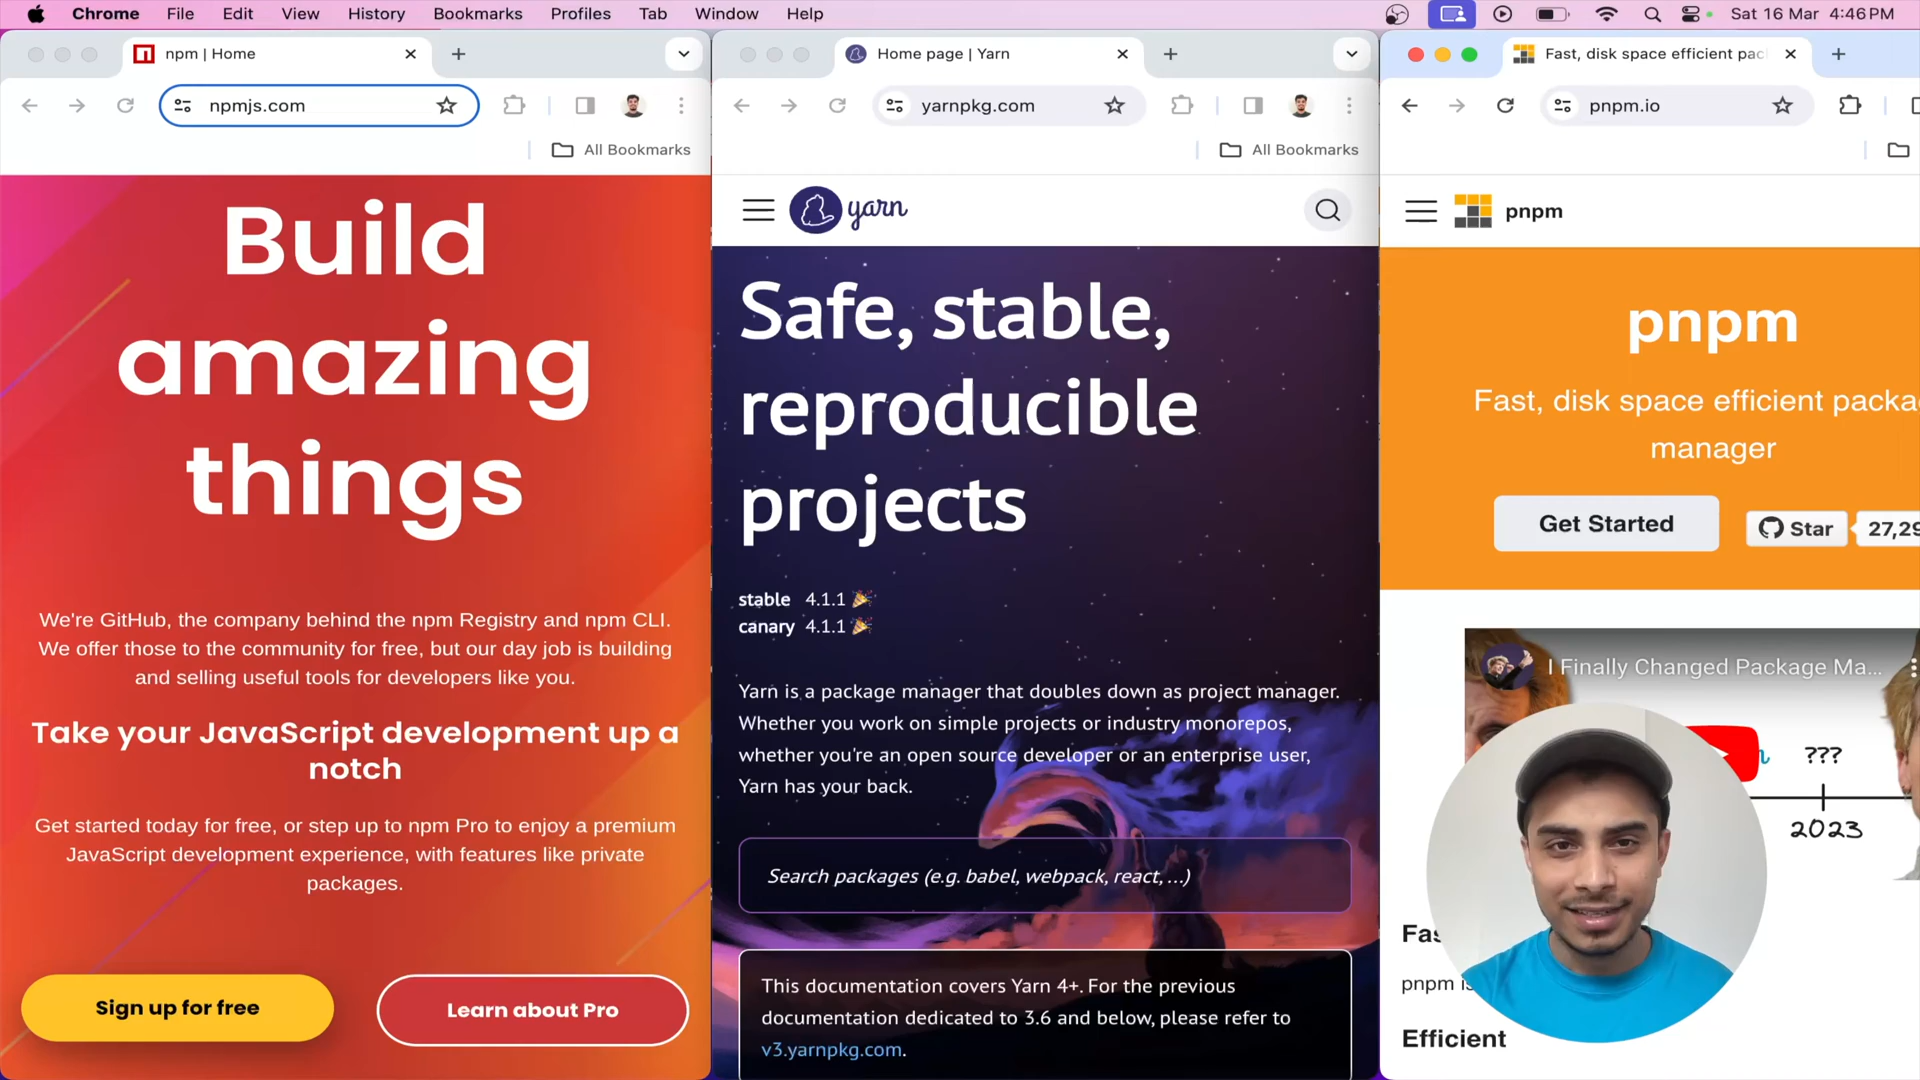 Chrome File Edit View History Bookmarks Profiles Tab Window Help Sat 16 Mar 4:46 PM
npm | Home
npmjs.com
All Bookmarks
Build
amazing
things
We're GitHub, the company behind the npm Registry and npm CLI.
We offer those to the community for free, but our day job is building
and selling useful tools for developers like you.
Take your JavaScript development up a
notch
Get started today for free, or step up to npm Pro to enjoy a premium
JavaScript development experience, with features like private
packages.
Sign up for free
Learn about Pro
Home page | Yarn
yarnpkg.com
All Bookmarks
yarn
Safe, stable,
reproducible
projects
stable 4.1.1 🎉
canary 4.1.1 🎉
Yarn is a package manager that doubles down as project manager.
Whether you work on simple projects or industry monorepos,
whether you're an open source developer or an enterprise user,
Yarn has your back.
Search packages (e.g. babel, webpack, react, ...)
This documentation covers Yarn 4+. For the previous
documentation dedicated to 3.6 and below, please refer to
v3.yarnpkg.com.
Fast, disk space efficient pac
pnpm.io
pnpm
pnpm
Fast, disk space efficient packa
manager
Get Started
Star
27,29
I Finally Changed Package Ma...
???
2023
Fas
pnpm is
Efficient